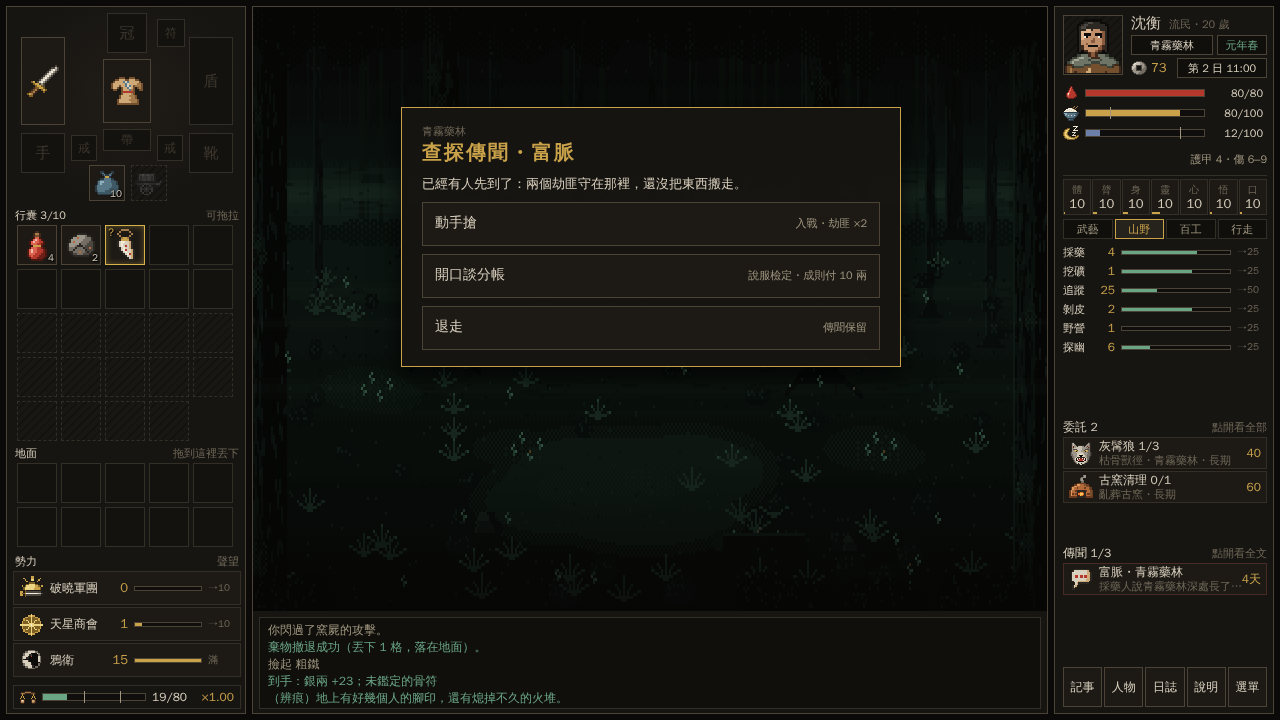 冠
符
盾
手
戒
帶
戒
靴
10
行囊 3/10
可拖拉
4
2
?
地面
拖到這裡丟下
勢力
聲望
破曉軍團 0 →10
天星商會 1 →10
鴉衛 15 滿
19/80 ×1.00
青霧藥林
查探傳聞・富脈
已經有人先到了：兩個劫匪守在那裡，還沒把東西搬走。
動手搶 入戰・劫匪 ×2
開口談分帳 說服檢定・成則付 10 兩
退走 傳聞保留
你閃過了窯屍的攻擊。
棄物撤退成功（丟下 1 格，落在地面）。
撿起 粗鐵
到手：銀兩 +23；未鑑定的骨符
（辨痕）地上有好幾個人的腳印，還有熄掉不久的火堆。
沈衡 流民・20 歲
青霧藥林 元年春
73 第 2 日 11:00
80/80
80/100
12/100
護甲 4・傷 6–9
體 臂 身 靈 心 悟 口
10 10 10 10 10 10 10
武藝 山野 百工 行走
採藥 4 →25
挖礦 1 →25
追蹤 25 →50
剝皮 2 →25
野營 1 →25
探幽 6 →25
委託 2 點開看全部
灰髯狼 1/3
枯骨獸徑・青霧藥林・長期
40
古窯清理 0/1
亂葬古窯・長期
60
傳聞 1/3 點開看全文
富脈・青霧藥林
採藥人說青霧藥林深處長了⋯
4天
記事 人物 日誌 說明 選單